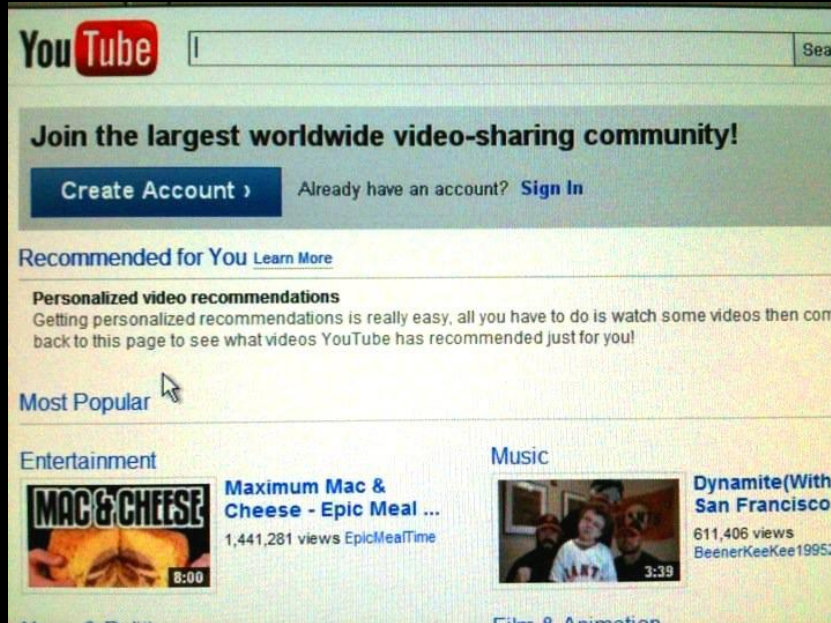 YouTube
Sea
Join the largest worldwide video-sharing community!
Create Account ›
Already have an account? Sign In
Recommended for You Learn More
Personalized video recommendations
Getting personalized recommendations is really easy, all you have to do is watch some videos then com
back to this page to see what videos YouTube has recommended just for you!
Most Popular
Entertainment
MAC & CHEESE
8:00
Maximum Mac &
Cheese - Epic Meal ...
1,441,281 views EpicMealTime
Music
3:39
Dynamite(With
San Francisco
611,406 views
BeenerKeeKee19952
Film & Animation